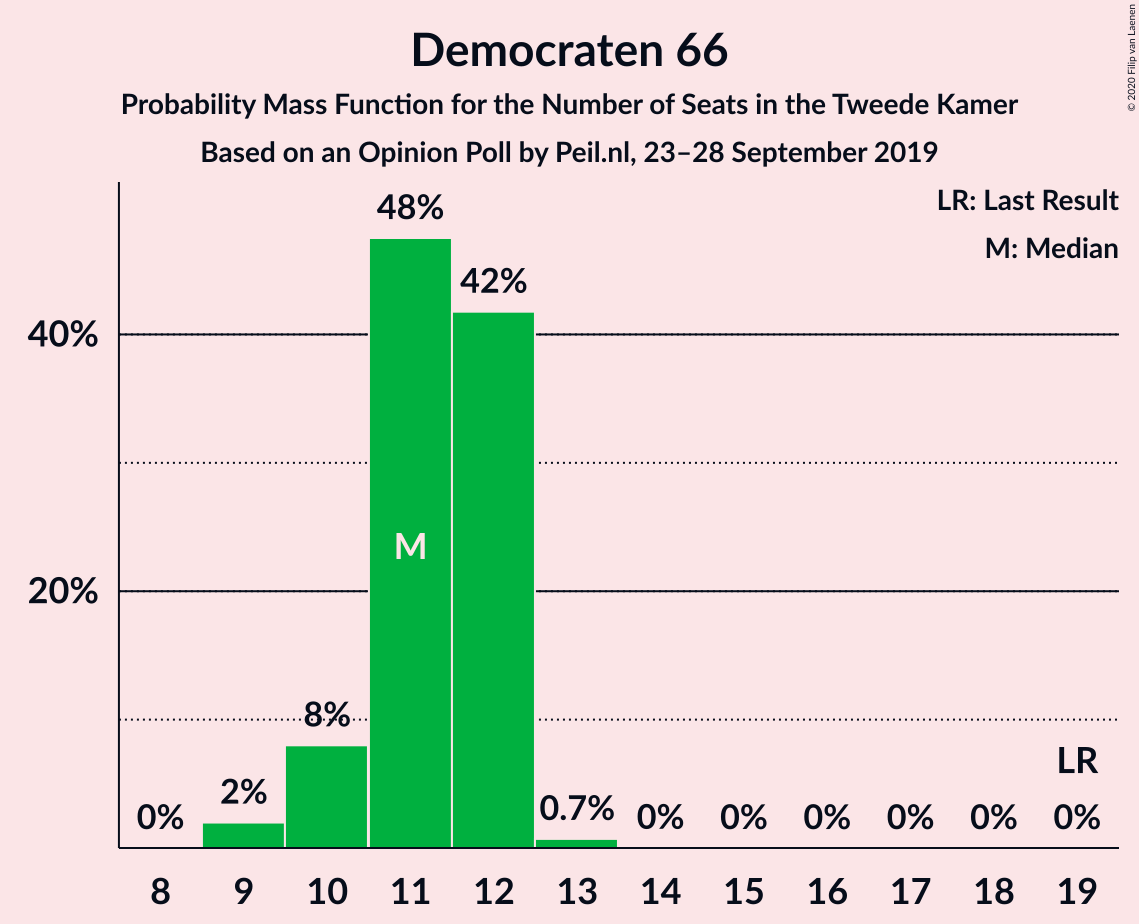 Democraten 66
Probability Mass Function for the Number of Seats in the Tweede Kamer
Based on an Opinion Poll by Peil.nl, 23–28 September 2019
© 2020 Filip van Laenen
LR: Last Result
M: Median
48%
42%
40%
M
20%
8%
LR
2%
0%
0.7%
0%
0%
0%
0%
0%
0%
8 9 10 11 12 13 14 15 16 17 18 19